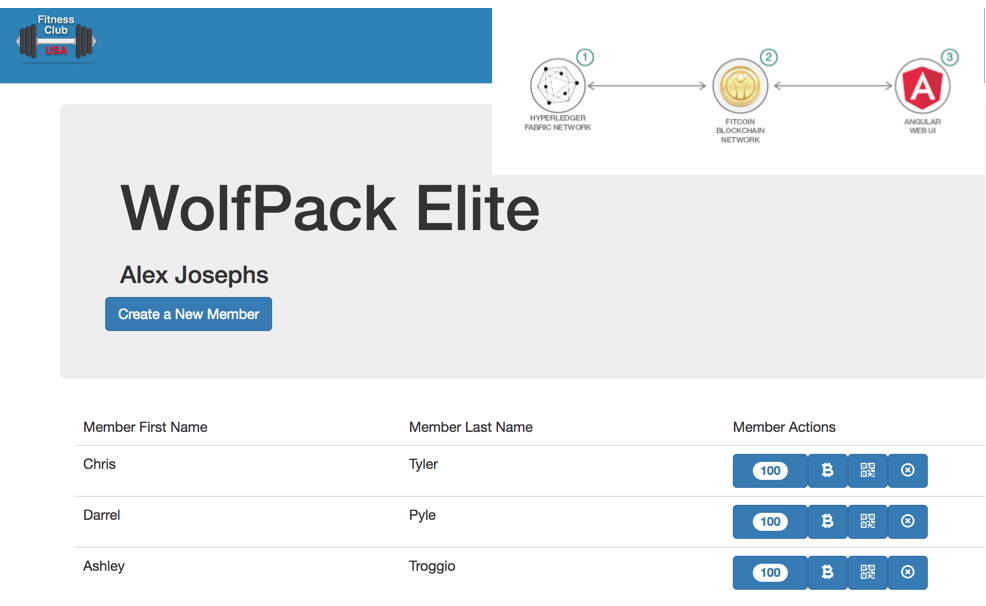 Fitness
Club
USA
1
2
3
HYPERLEDGER
FABRIC NETWORK
FITCOIN
BLOCKCHAIN
NETWORK
ANGULAR
WEB UI
A
WolfPack Elite
Alex Josephs
Create a New Member
Member First Name Member Last Name Member Actions
Chris Tyler 100
Darrel Pyle 100
Ashley Troggio 100